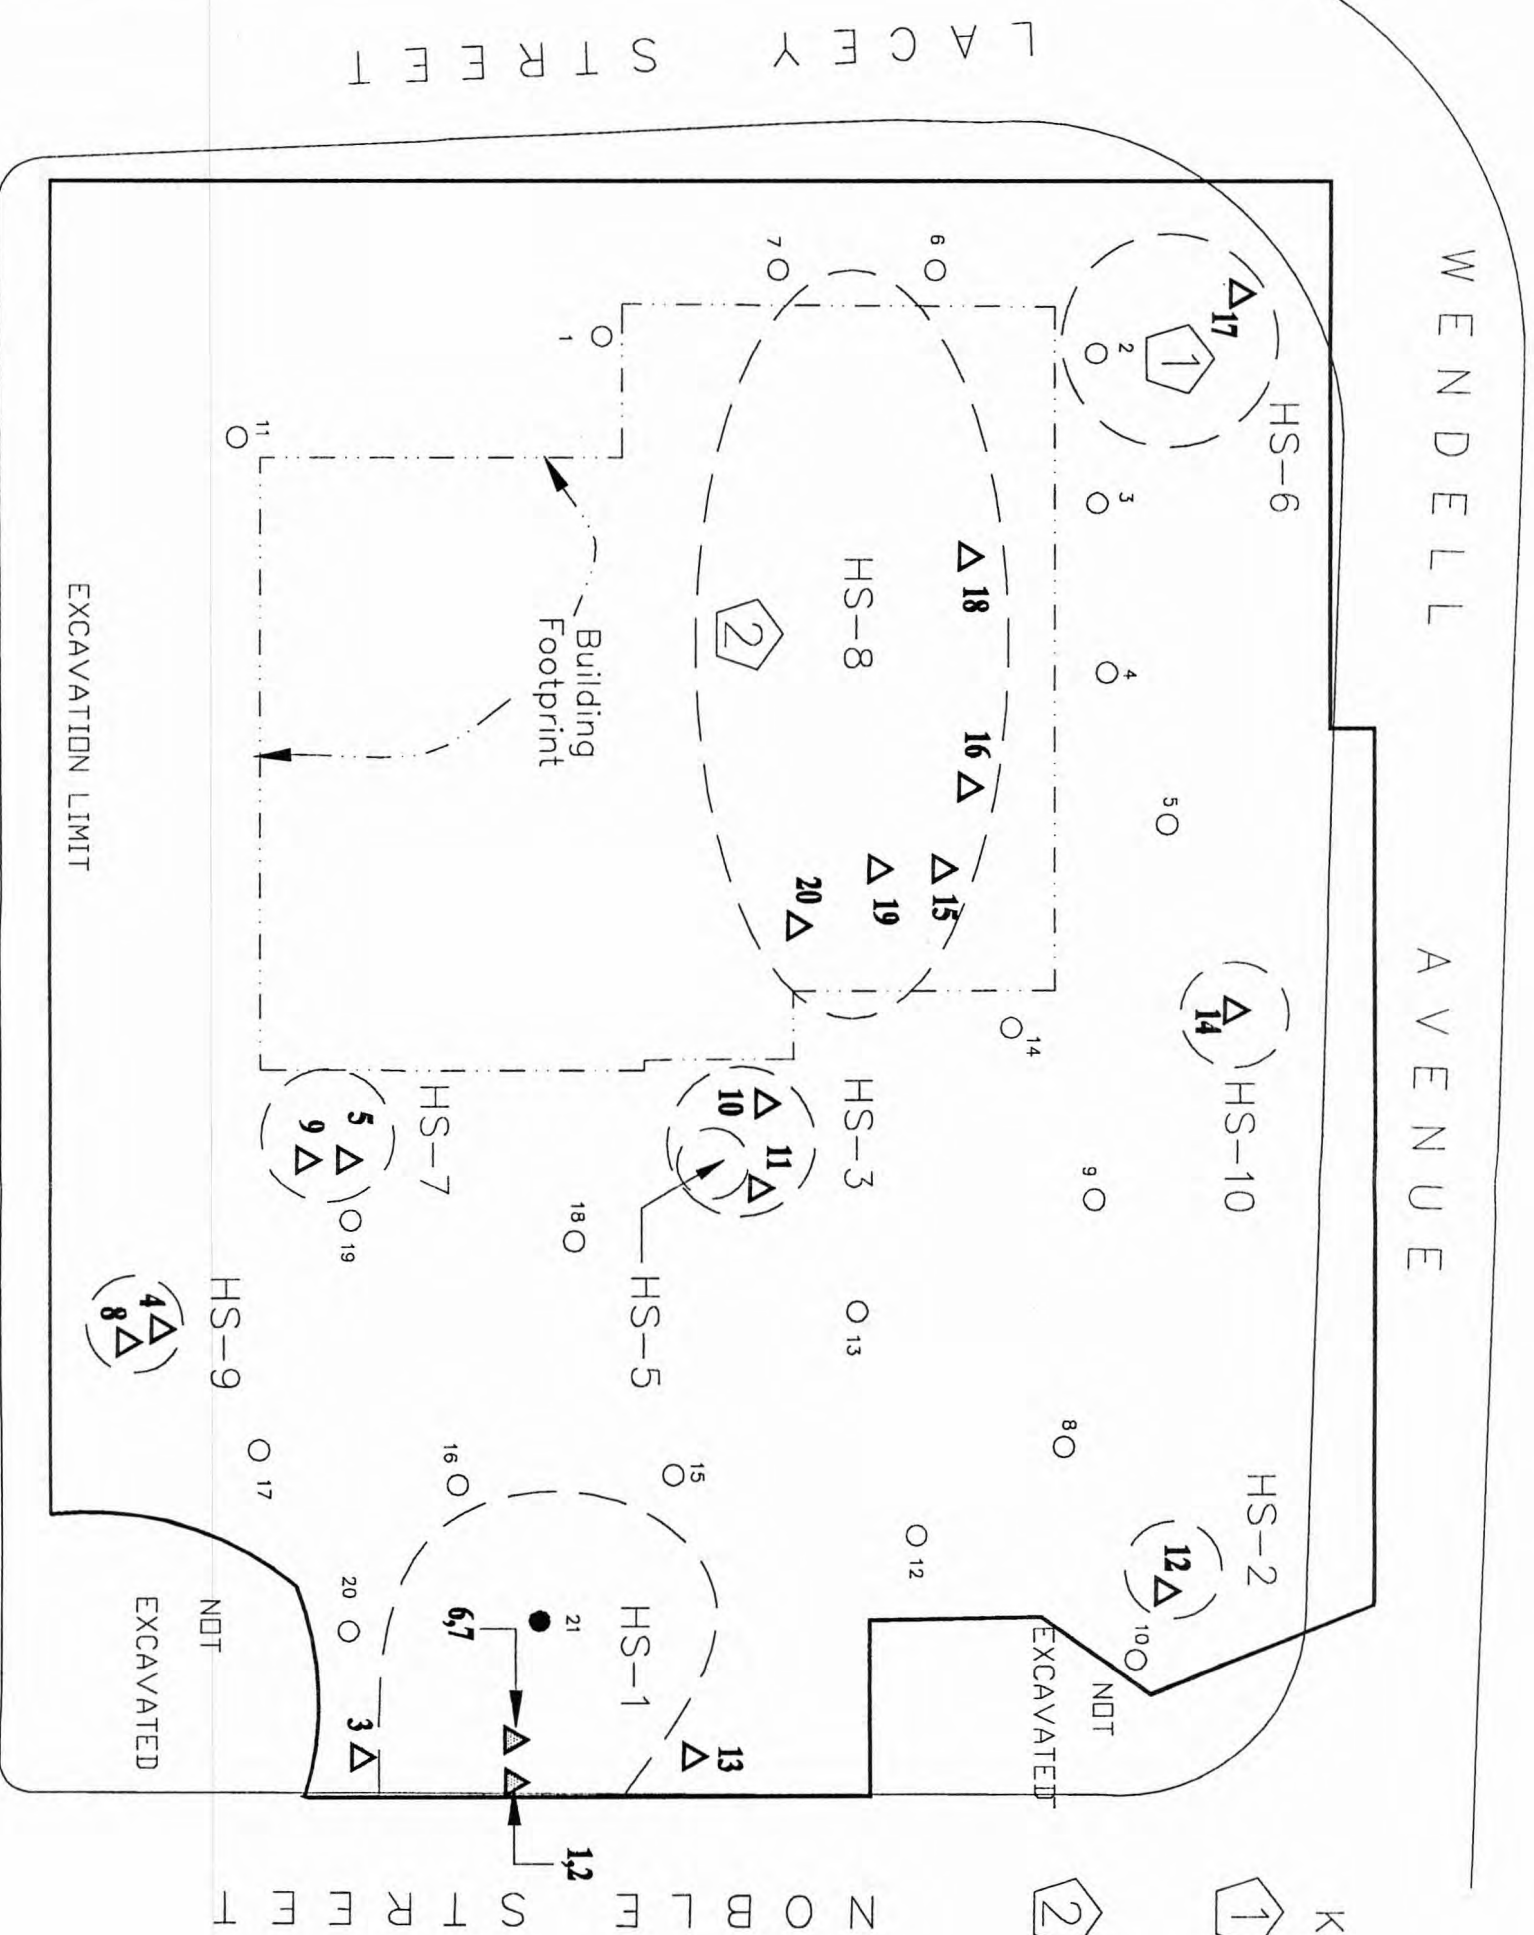 LACEY STREET
WENDELL AVENUE
NOBLE STREET
K
1
2
17
1
2
HS-6
6
7
1
3
11
18
HS-8
2
4
16
5
Building
Footprint
EXCAVATION LIMIT
15
19
20
14
14
HS-10
HS-3
10
11
HS-5
HS-7
5
9
19
18
9
13
4
8
HS-9
8
HS-2
12
10
NOT
EXCAVATED
12
15
16
17
HS-1
21
6,7
20
NOT
EXCAVATED
3
13
1,2